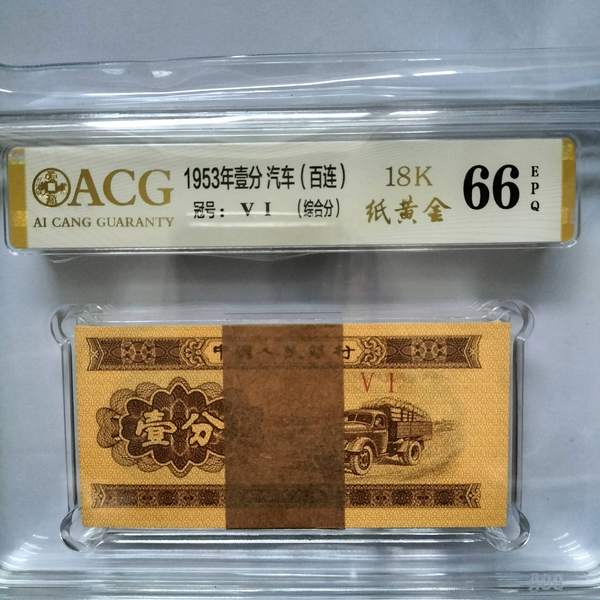 ACG
AI CANG GUARANTY
1953年壹分 汽车（百连）
冠号：V I （综合分）
18K
纸黄金
66
EPQ
中国人民银行
V I
壹分